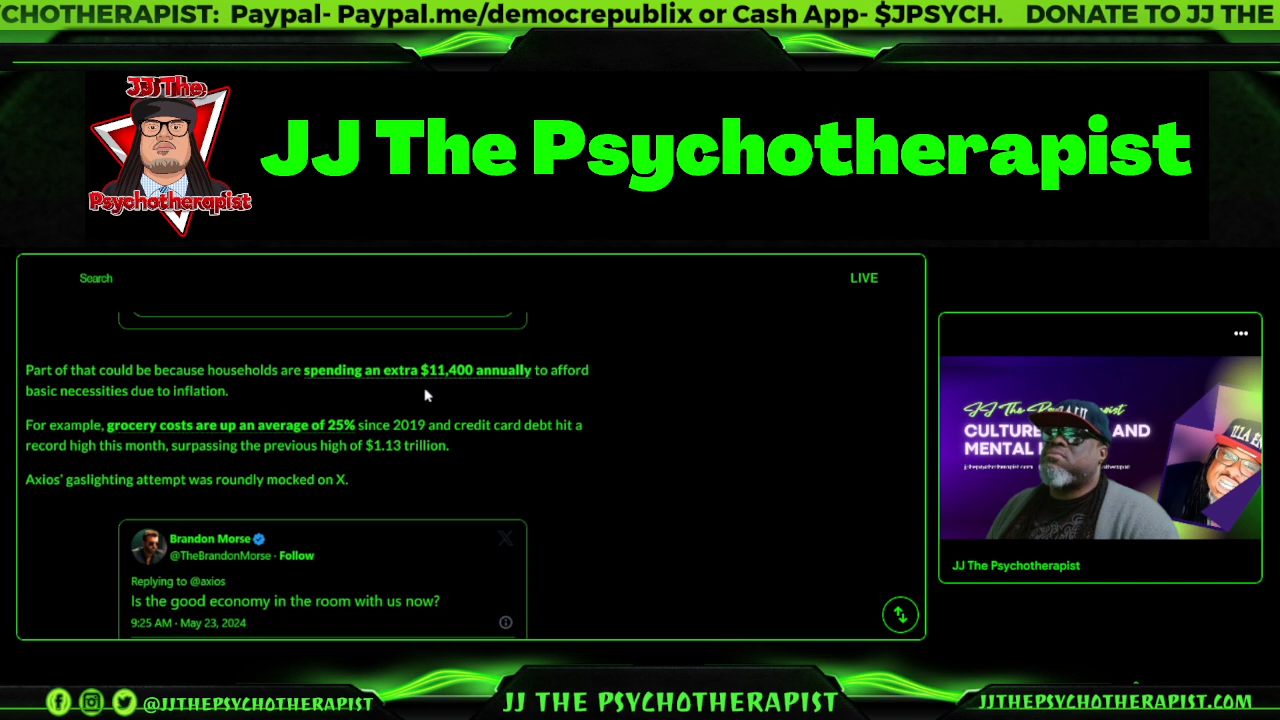 CHOTHERAPIST: Paypal- Paypal.me/democrepublix or Cash App- $JPSYCH. DONATE TO JJ THE
JJ The
Psychotherapist
JJ The Psychotherapist
Search
LIVE
Part of that could be because households are spending an extra $11,400 annually to afford
basic necessities due to inflation.
For example, grocery costs are up an average of 25% since 2019 and credit card debt hit a
record high this month, surpassing the previous high of $1.13 trillion.
Axios' gaslighting attempt was roundly mocked on X.
Brandon Morse
@TheBrandonMorse · Follow
Replying to @axios
Is the good economy in the room with us now?
9:25 AM · May 23, 2024
JJ The
CULTURE AND
MENTAL
JJ The Psychotherapist
@JJTHEPSYCHOTHERAPIST
JJ THE PSYCHOTHERAPIST
JJTHEPSYCHOTHERAPIST.COM